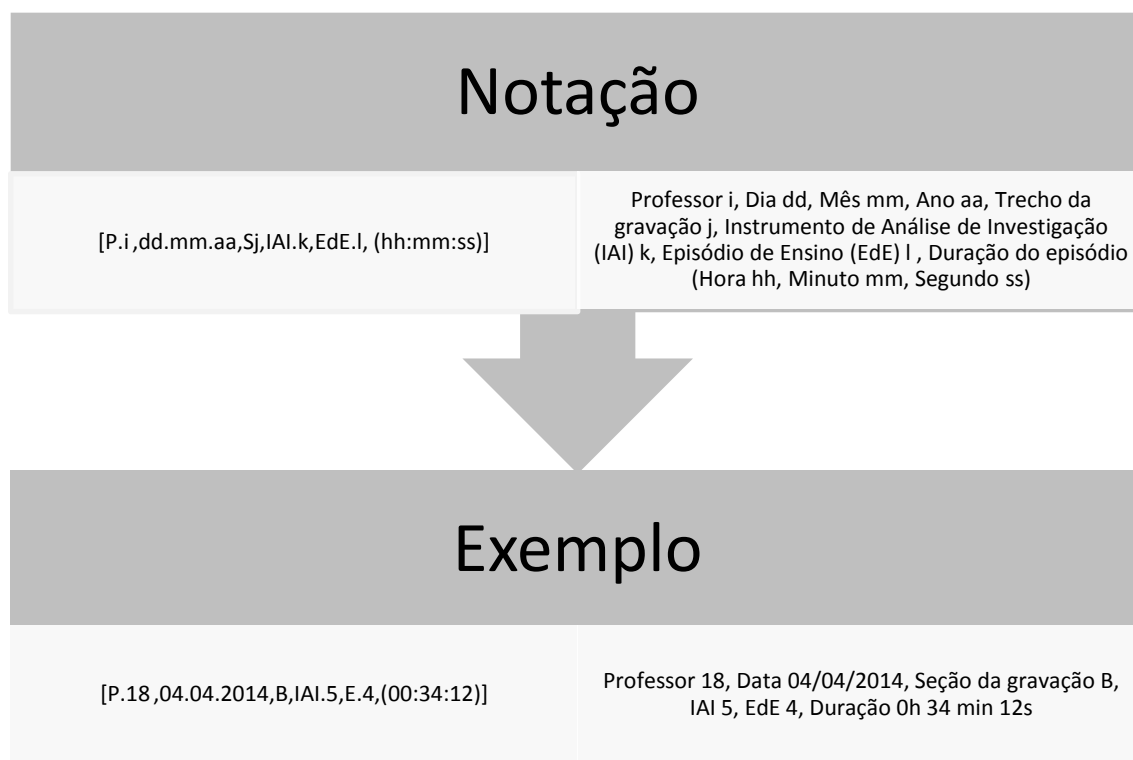 Notação
[P.i ,dd.mm.aa,Sj,IAI.k,EdE.l, (hh:mm:ss)]
Professor i, Dia dd, Mês mm, Ano aa, Trecho da
gravação j, Instrumento de Análise de Investigação
(IAI) k, Episódio de Ensino (EdE) l , Duração do episódio
(Hora hh, Minuto mm, Segundo ss)
Exemplo
[P.18 ,04.04.2014,B,IAI.5,E.4,(00:34:12)]
Professor 18, Data 04/04/2014, Seção da gravação B,
IAI 5, EdE 4, Duração 0h 34 min 12s